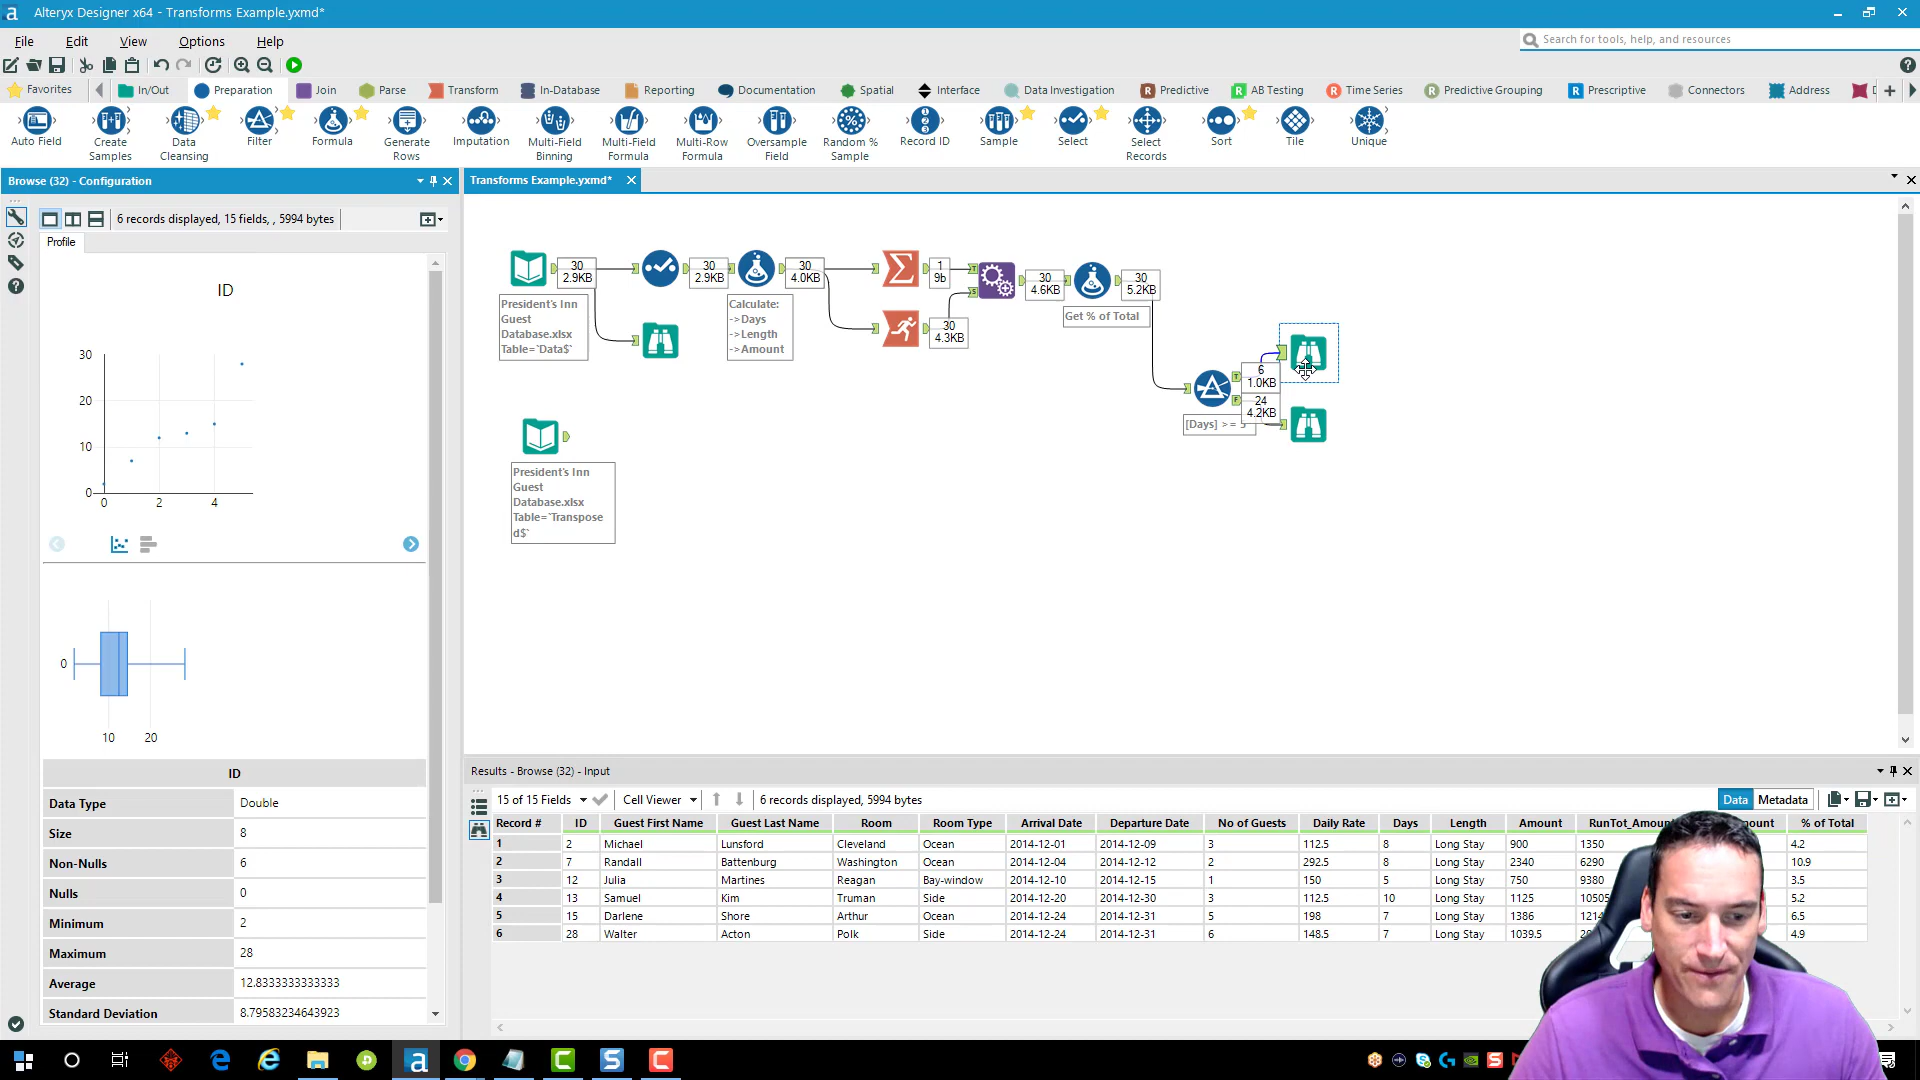 Alteryx Designer x64 - Transforms Example.yxmd*
File Edit View Options Help
Search for tools, help, and resources
Favorites In/Out Preparation Join Parse Transform In-Database Reporting Documentation Spatial Interface Data Investigation Predictive AB Testing Time Series Predictive Grouping Prescriptive Connectors Address
Auto Field Create Samples Data Cleansing Filter Formula Generate Rows Imputation Multi-Field Binning Multi-Field Formula Multi-Row Formula Oversample Field Random % Sample Record ID Sample Select Select Records Sort Tile Unique
Browse (32) - Configuration
Transforms Example.yxmd*
6 records displayed, 15 fields, , 5994 bytes
Profile
ID
30
20
10
0
0 2 4
0
10 20
ID
Data Type Double
Size 8
Non-Nulls 6
Nulls 0
Minimum 2
Maximum 28
Average 12.8333333333333
Standard Deviation 8.79583234643923
30
2.9KB
30
2.9KB
30
4.0KB
1
9b
30
4.3KB
30
4.6KB
30
5.2KB
President's Inn
Guest
Database.xlsx
Table=`Data$`
Calculate:
->Days
->Length
->Amount
Get % of Total
6
1.0KB
24
4.2KB
[Days] >= 5
President's Inn
Guest
Database.xlsx
Table=`Transpose
d$`
Results - Browse (32) - Input
15 of 15 Fields Cell Viewer 6 records displayed, 5994 bytes Data Metadata
Record # ID Guest First Name Guest Last Name Room Room Type Arrival Date Departure Date No of Guests Daily Rate Days Length Amount % of Total
1 2 Michael Lunsford Cleveland Ocean 2014-12-01 2014-12-09 3 112.5 8 Long Stay 900 1350 4.2
2 7 Randall Battenburg Washington Ocean 2014-12-04 2014-12-12 2 292.5 8 Long Stay 2340 6290 10.9
3 12 Julia Martines Reagan Bay-window 2014-12-10 2014-12-15 1 150 5 Long Stay 750 9380 3.5
4 13 Samuel Kim Truman Side 2014-12-20 2014-12-30 3 112.5 10 Long Stay 1125 10505 5.2
5 15 Darlene Shore Arthur Ocean 2014-12-24 2014-12-31 5 198 7 Long Stay 1386 6.5
6 28 Walter Acton Polk Side 2014-12-24 2014-12-31 6 148.5 7 Long Stay 1039.5 4.9